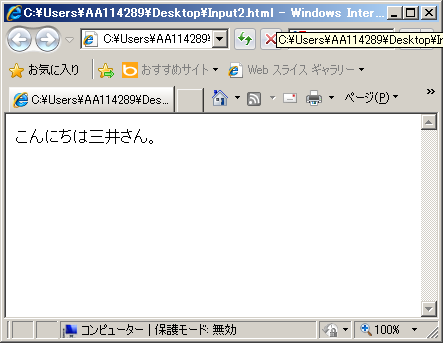 C:¥Users¥AA114289¥Desktop¥Input2.html - Windows Inter...
C:¥Users¥AA114289¥
C:¥Users¥AA114289¥Desktop¥In
お気に入り
おすすめサイト
Web スライス ギャラリー
C:¥Users¥AA114289¥Des...
ページ(P)
こんにちは三井さん。
コンピューター | 保護モード: 無効
100%